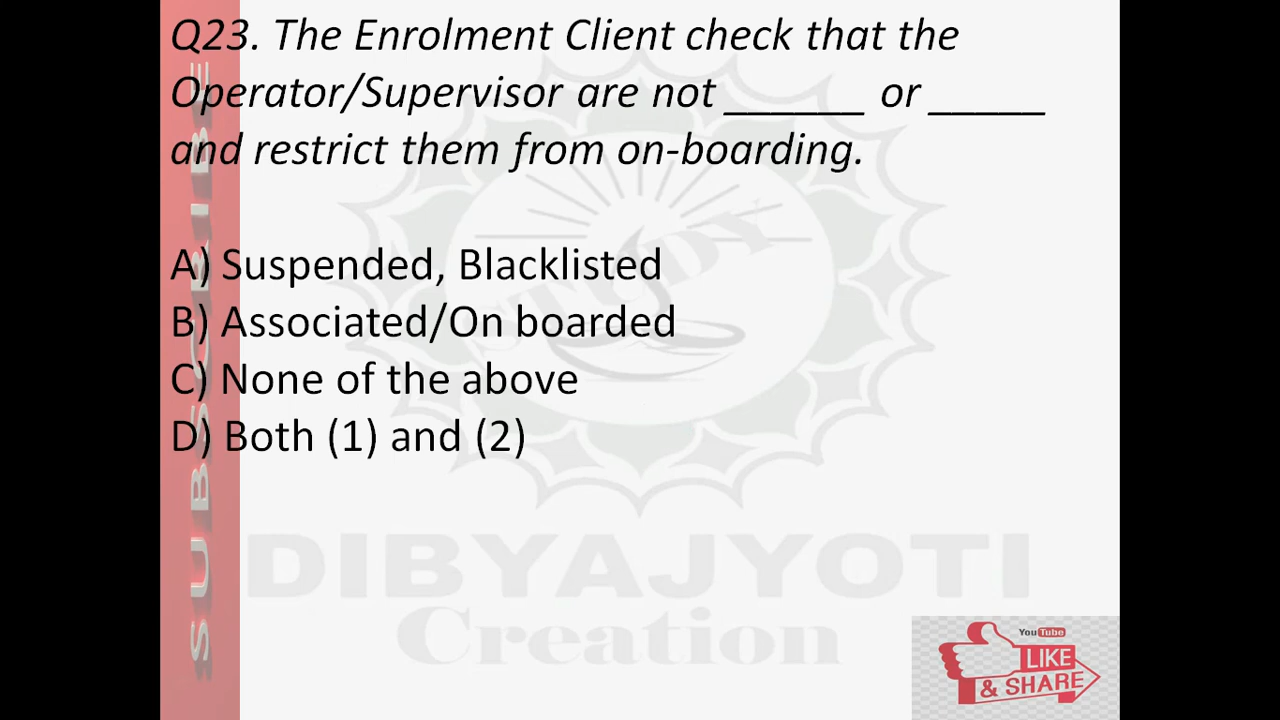 Q23. The Enrolment Client check that the
Operator/Supervisor are not ______ or _____
and restrict them from on-boarding.
A) Suspended, Blacklisted
B) Associated/On boarded
C) None of the above
D) Both (1) and (2)
SUBSCRIBE
STUDY
DIBYAJYOTI
Creation
YouTube
LIKE
& SHARE